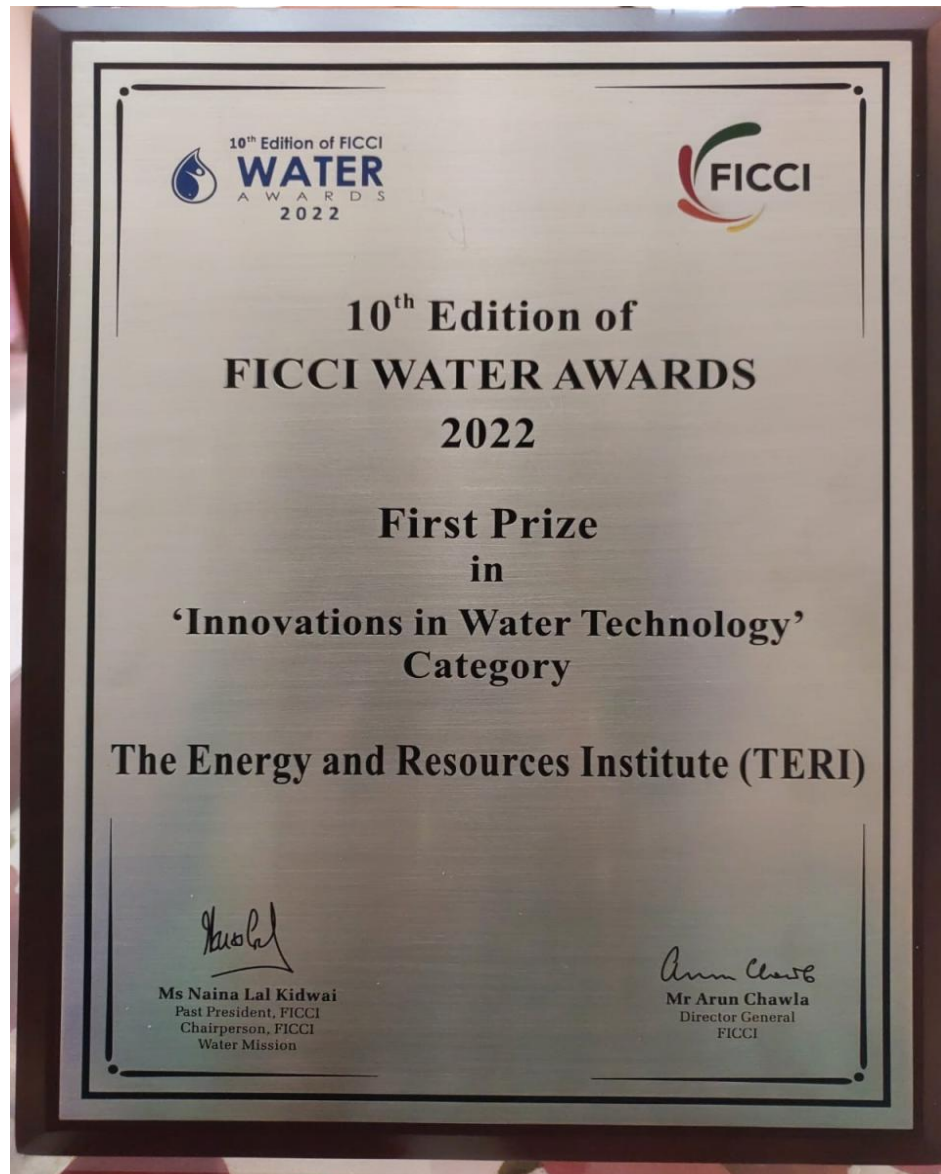 10th Edition of FICCI
WATER
AWARDS
2022
FICCI
10th Edition of
FICCI WATER AWARDS
2022
First Prize
in
‘Innovations in Water Technology’
Category
The Energy and Resources Institute (TERI)
Ms Naina Lal Kidwai
Past President, FICCI
Chairperson, FICCI
Water Mission
Arun Chawla
Mr Arun Chawla
Director General
FICCI